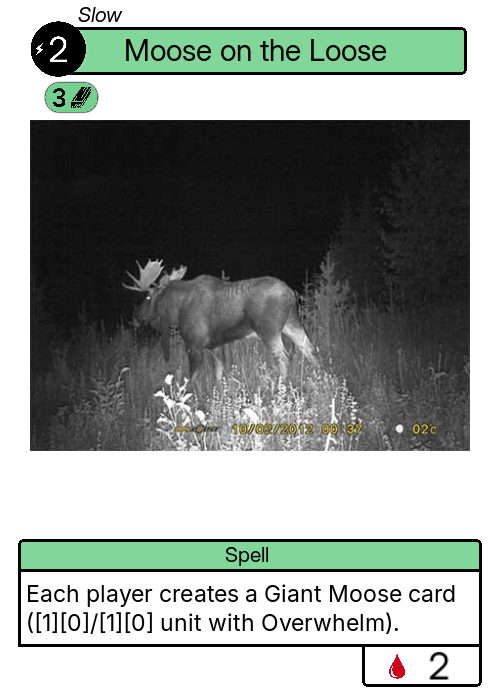 Slow
2
Moose on the Loose
3
10/02/2012 00:37
02c
Spell
Each player creates a Giant Moose card
([1][0]/[1][0] unit with Overwhelm).
2